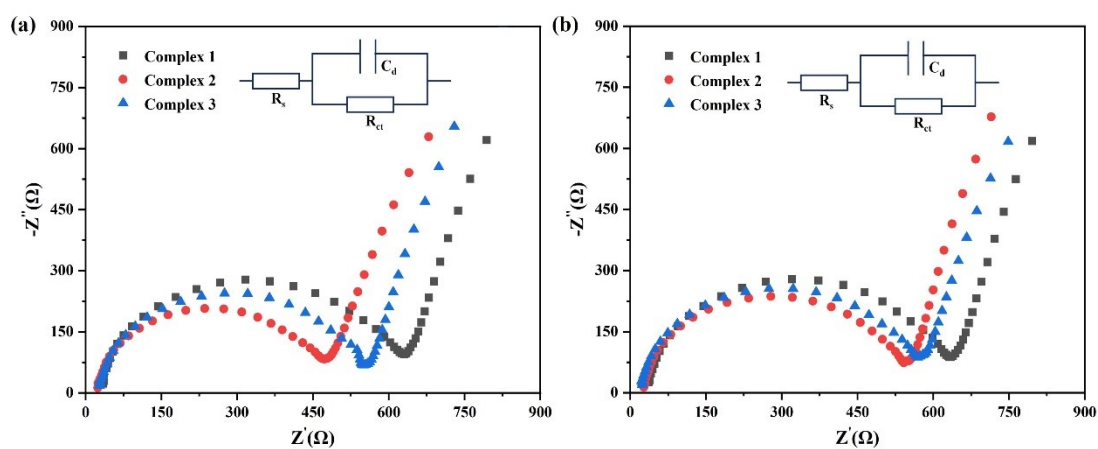 (a)
900
750
600
450
300
150
0
-Z"(Ω)
Complex 1
Complex 2
Complex 3
Rs
Cd
Rct
0 150 300 450 600 750 900
Z'(Ω)
(b)
900
750
600
450
300
150
0
-Z"(Ω)
Complex 1
Complex 2
Complex 3
Rs
Cd
Rct
0 150 300 450 600 750 900
Z'(Ω)